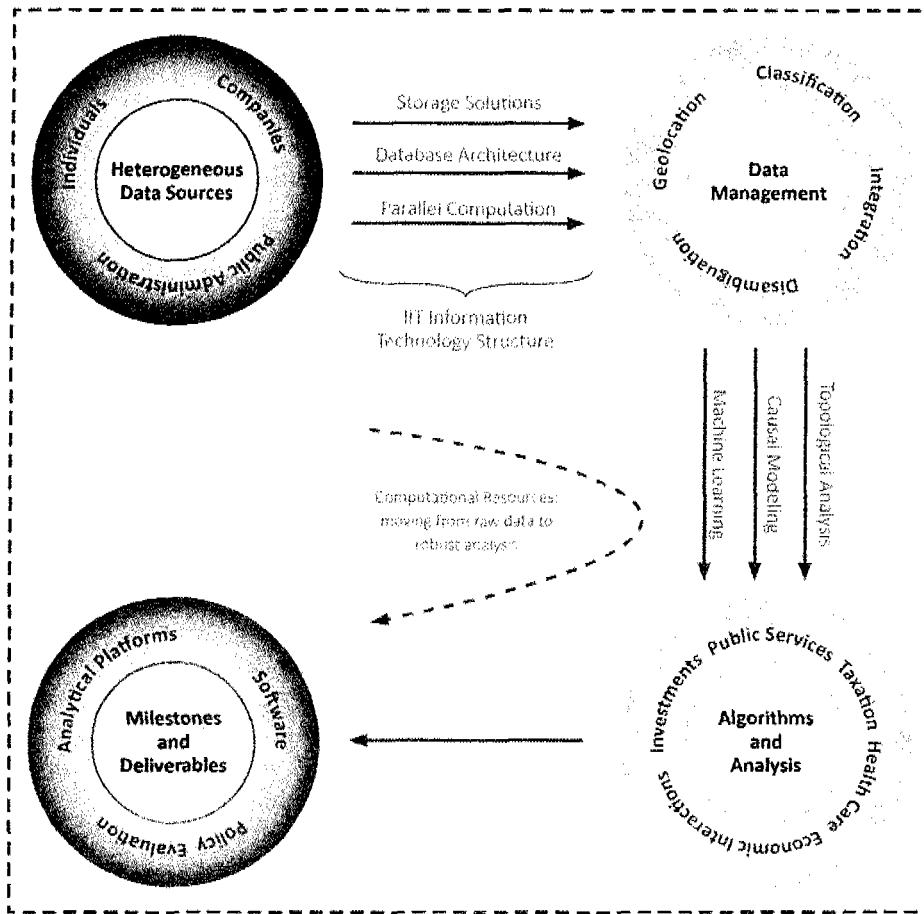 Individuals
Companies
Public Administration
Heterogeneous
Data Sources
Storage Solutions
Database Architecture
Parallel Computation
IIT Information
Technology Structure
Geolocation
Classification
Integration
Disambiguation
Data
Management
Machine Learning
Causal Modeling
Topological Analysis
Computational Resources:
moving from raw data to
robust analysis
Analytical Platforms
Software
Policy Evaluation
Milestones
and
Deliverables
Investments
Public Services
Taxation
Health Care
Economic Interactions
Algorithms
and
Analysis